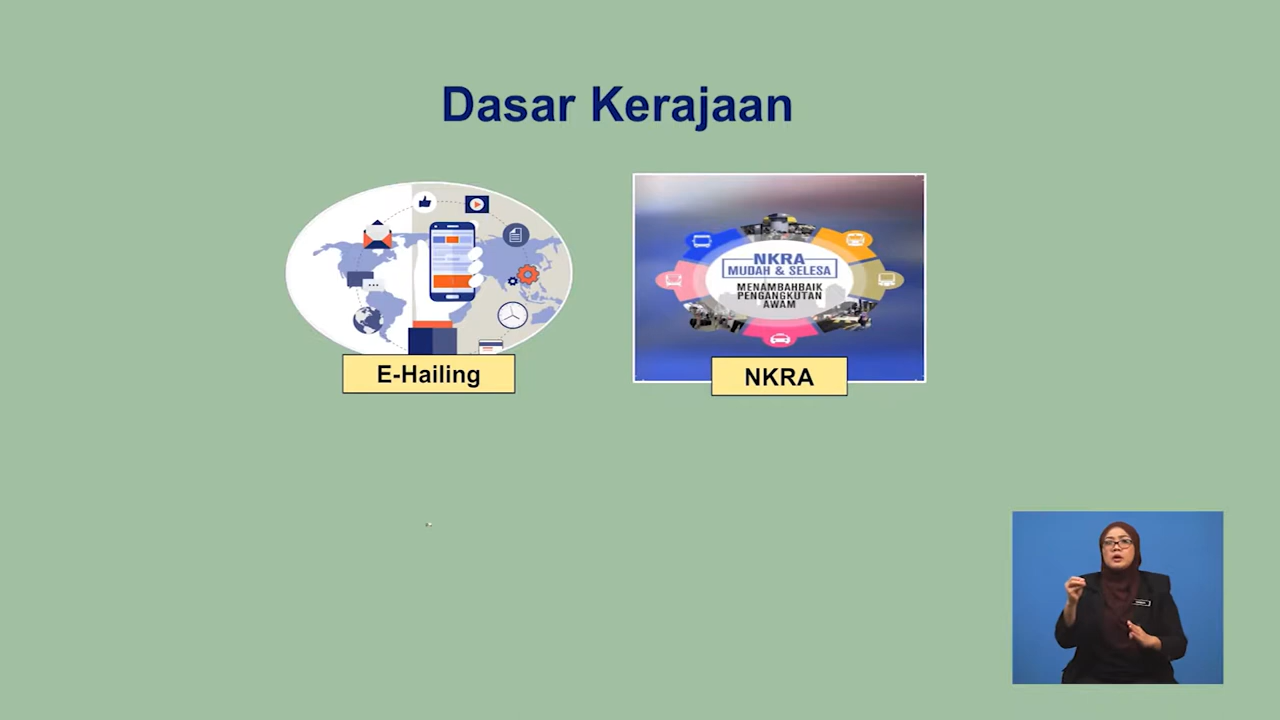 Dasar Kerajaan
NKRA
MUDAH & SELESA
MENAMBAHBAIK
PENGANGKUTAN
AWAM
E-Hailing
NKRA